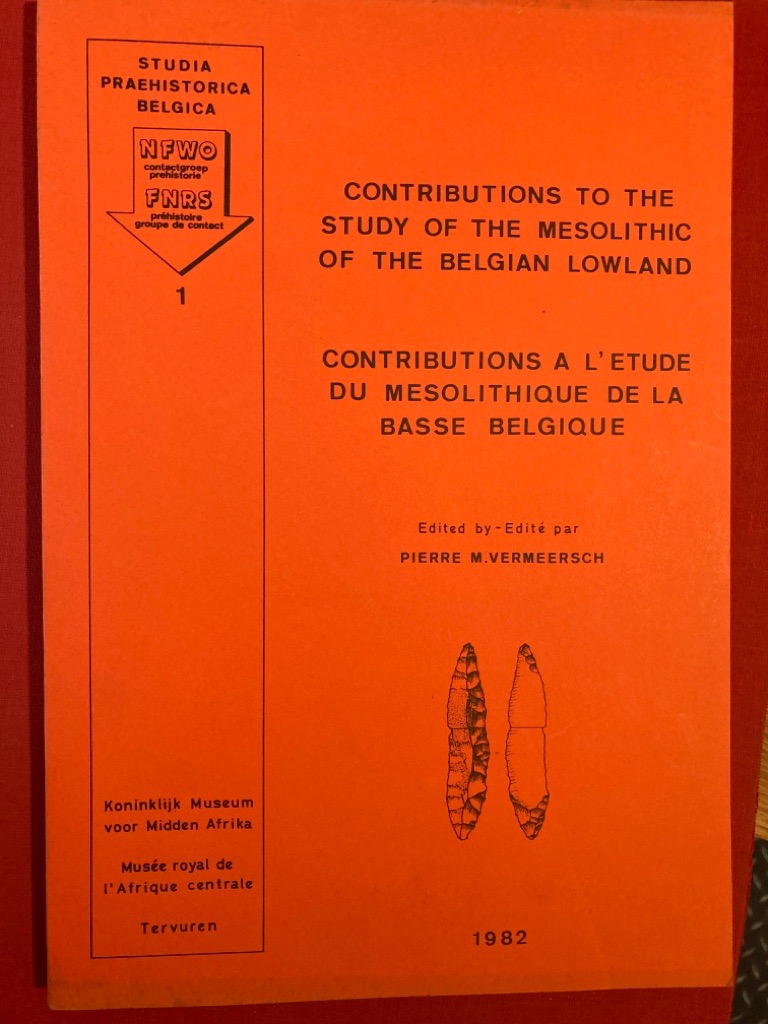 STUDIA
PRAEHISTORICA
BELGICA
NFWO
contactgroep
prehistorie
FNRS
préhistoire
groupe de contact
1
CONTRIBUTIONS TO THE
STUDY OF THE MESOLITHIC
OF THE BELGIAN LOWLAND
CONTRIBUTIONS A L'ETUDE
DU MESOLITHIQUE DE LA
BASSE BELGIQUE
Edited by - Edité par
PIERRE M. VERMEERSCH
Koninklijk Museum
voor Midden Afrika
Musée royal de
l'Afrique centrale
Tervuren
1982